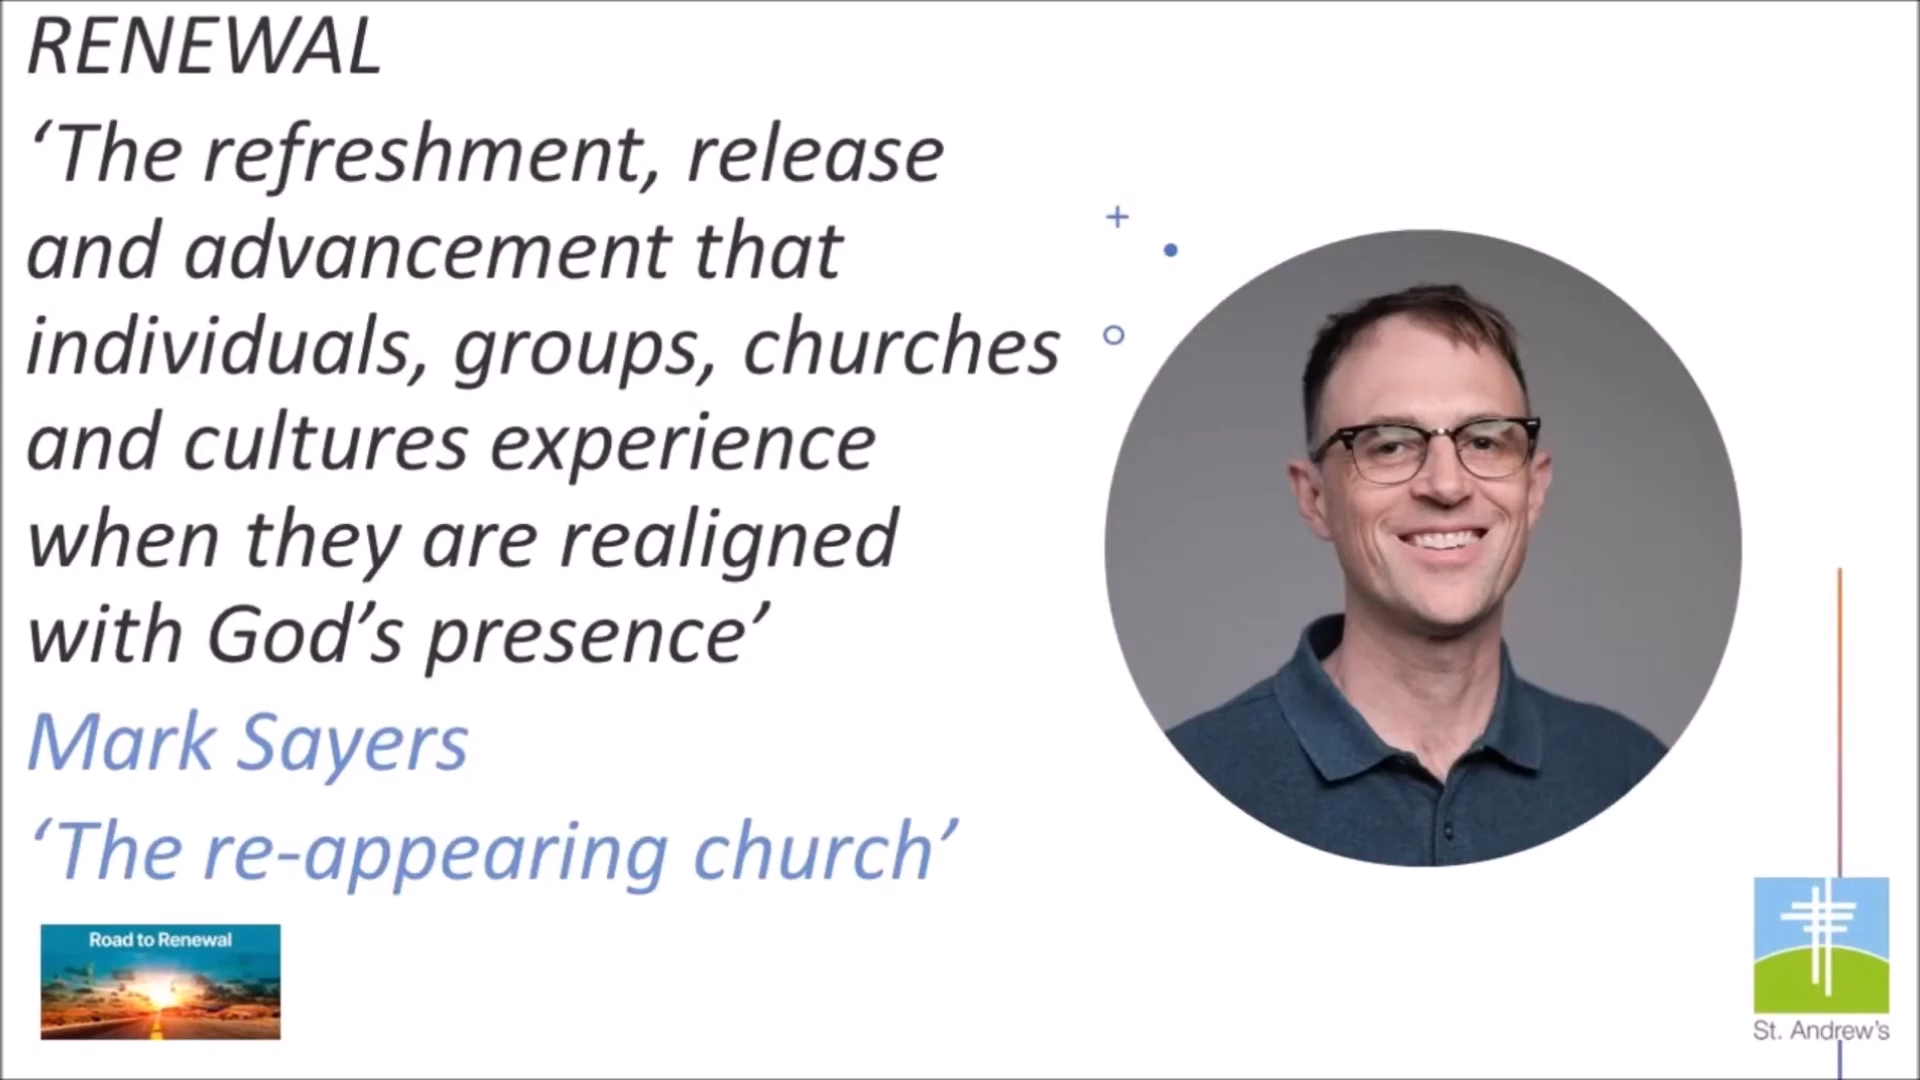 RENEWAL
‘The refreshment, release
and advancement that
individuals, groups, churches
and cultures experience
when they are realigned
with God’s presence’
Mark Sayers
‘The re-appearing church’
Road to Renewal
St. Andrew's